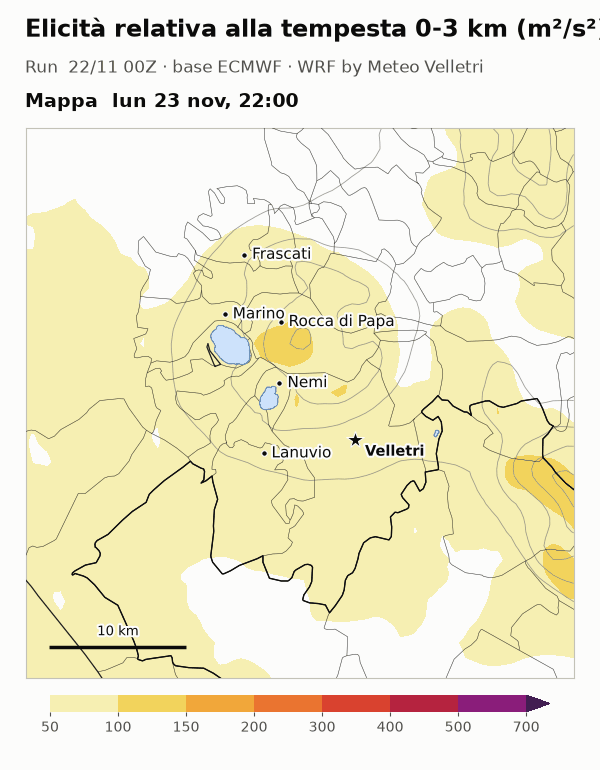 Elicità relativa alla tempesta 0-3 km (m²/s²)
Run 22/11 00Z · base ECMWF · WRF by Meteo Velletri
Mappa lun 23 nov, 22:00
Frascati
Marino
Rocca di Papa
Nemi
Velletri
Lanuvio
10 km
50 100 150 200 300 400 500 700